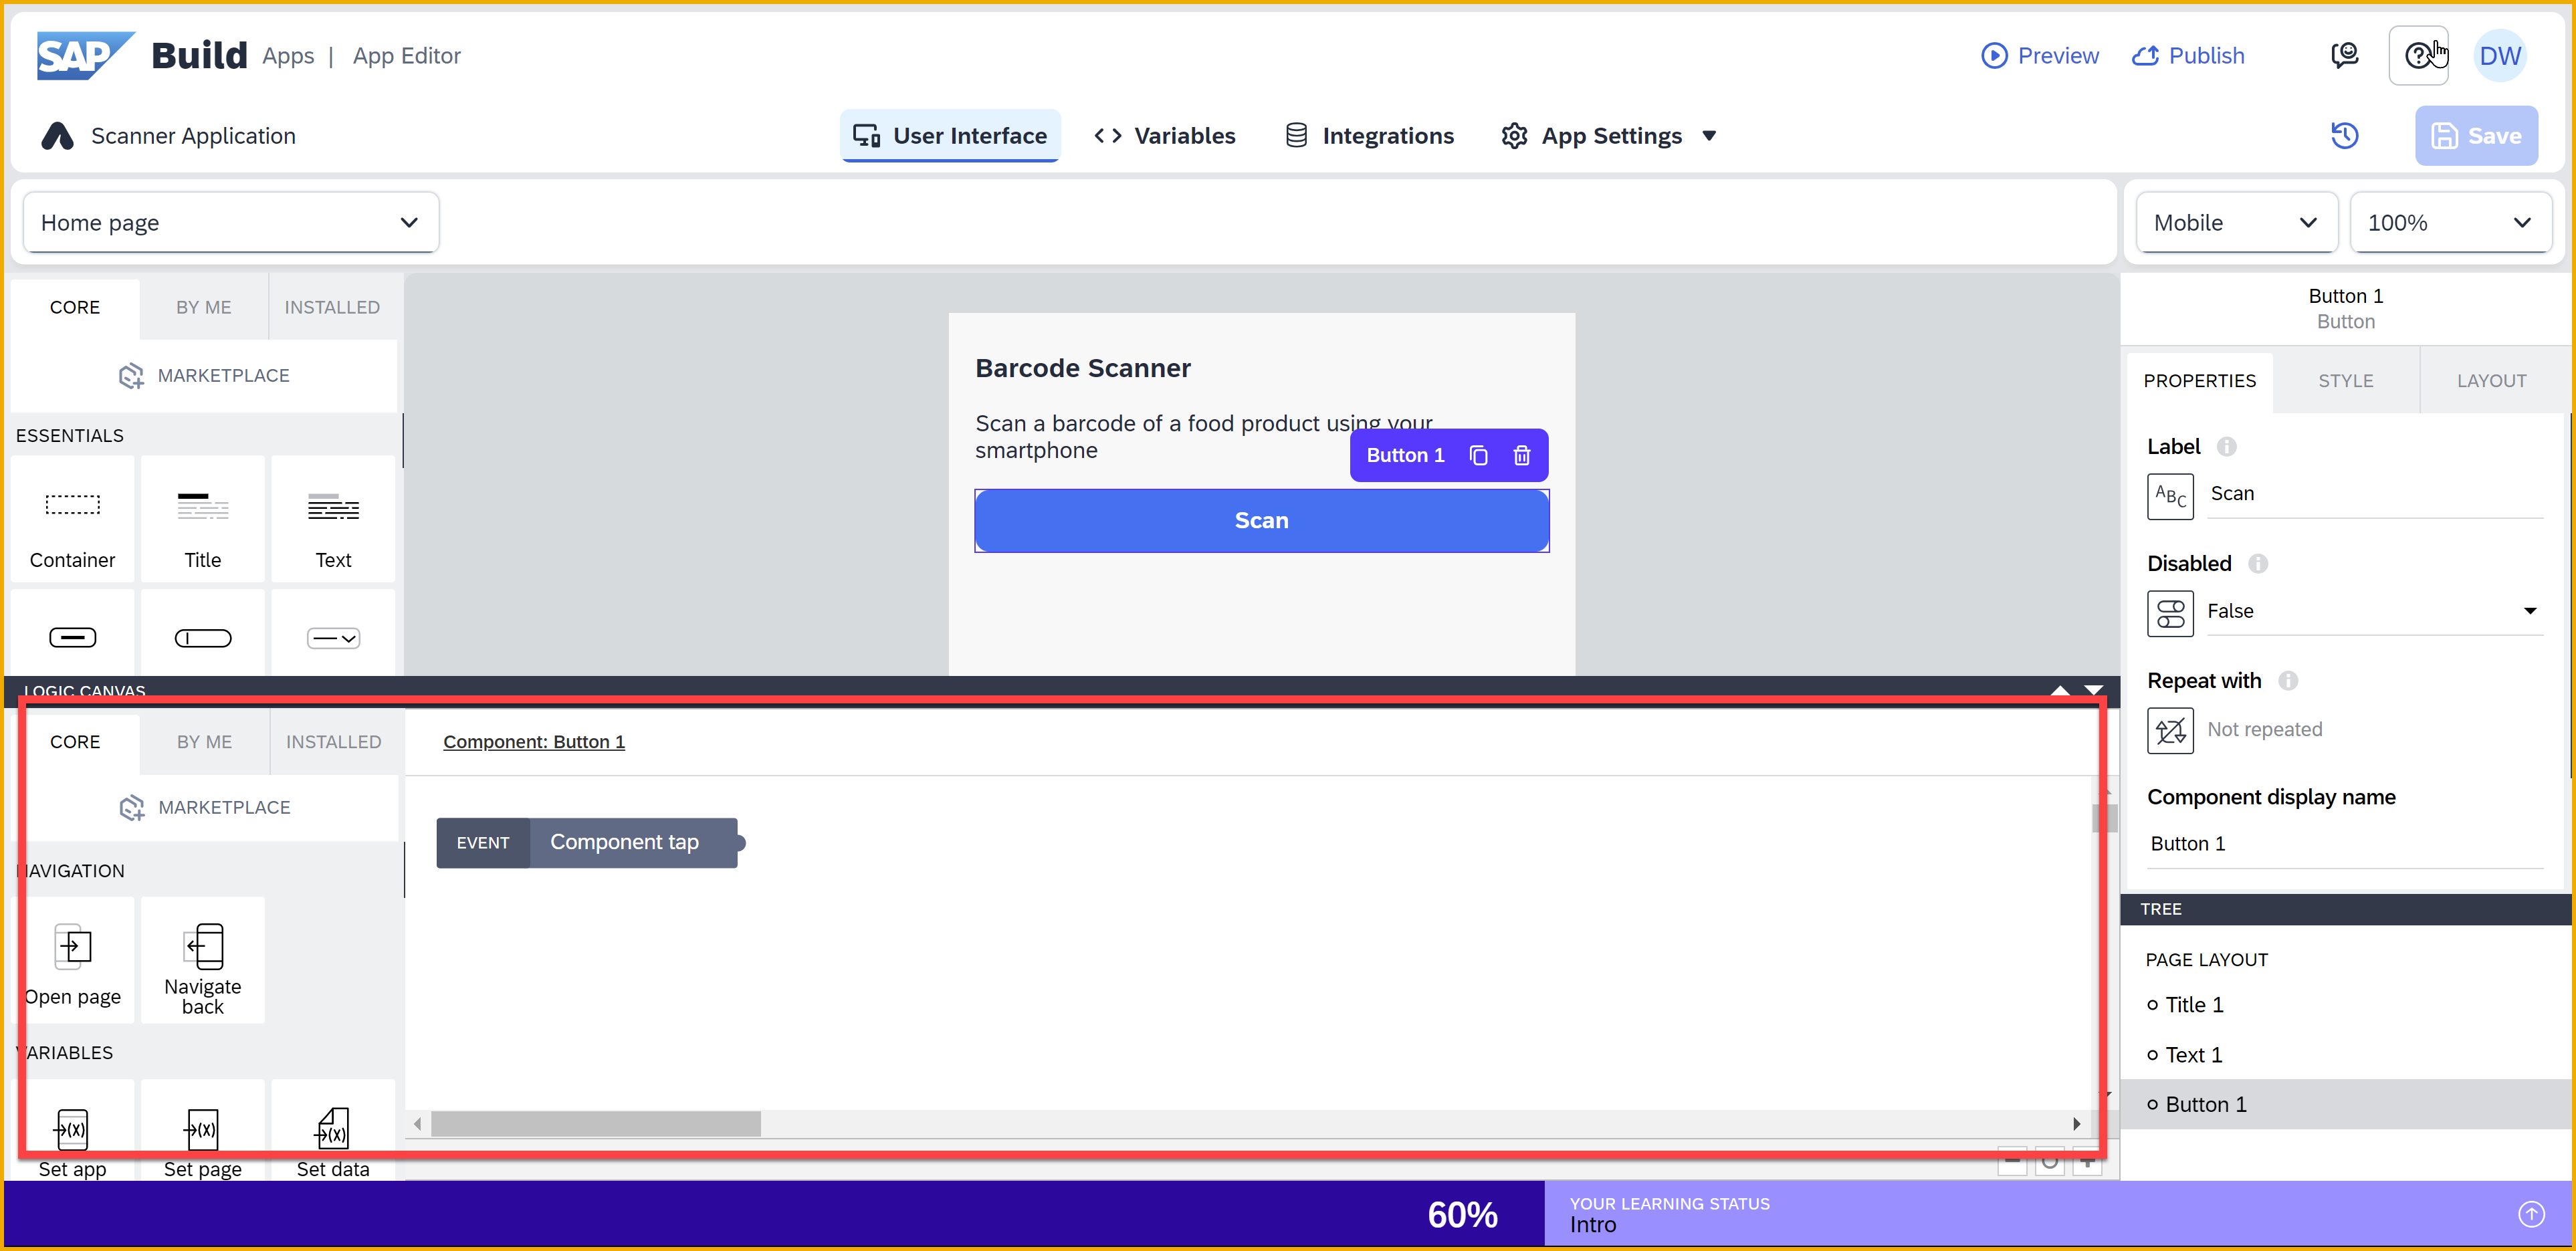 SAP Build Apps | App Editor
Preview
Publish
DW
Scanner Application
User Interface
Variables
Integrations
App Settings
Save
Home page
Mobile
100%
CORE
BY ME
INSTALLED
MARKETPLACE
ESSENTIALS
Container
Title
Text
Barcode Scanner
Scan a barcode of a food product using your
smartphone
Button 1
Scan
Button 1
Button
PROPERTIES
STYLE
LAYOUT
Label
ABC
Scan
Disabled
False
Repeat with
Not repeated
Component display name
Button 1
LOGIC CANVAS
CORE
BY ME
INSTALLED
MARKETPLACE
NAVIGATION
Open page
Navigate
back
VARIABLES
(x)
(x)
(x)
Set app
Set page
Set data
Component: Button 1
EVENT
Component tap
TREE
PAGE LAYOUT
Title 1
Text 1
Button 1
60%
YOUR LEARNING STATUS
Intro